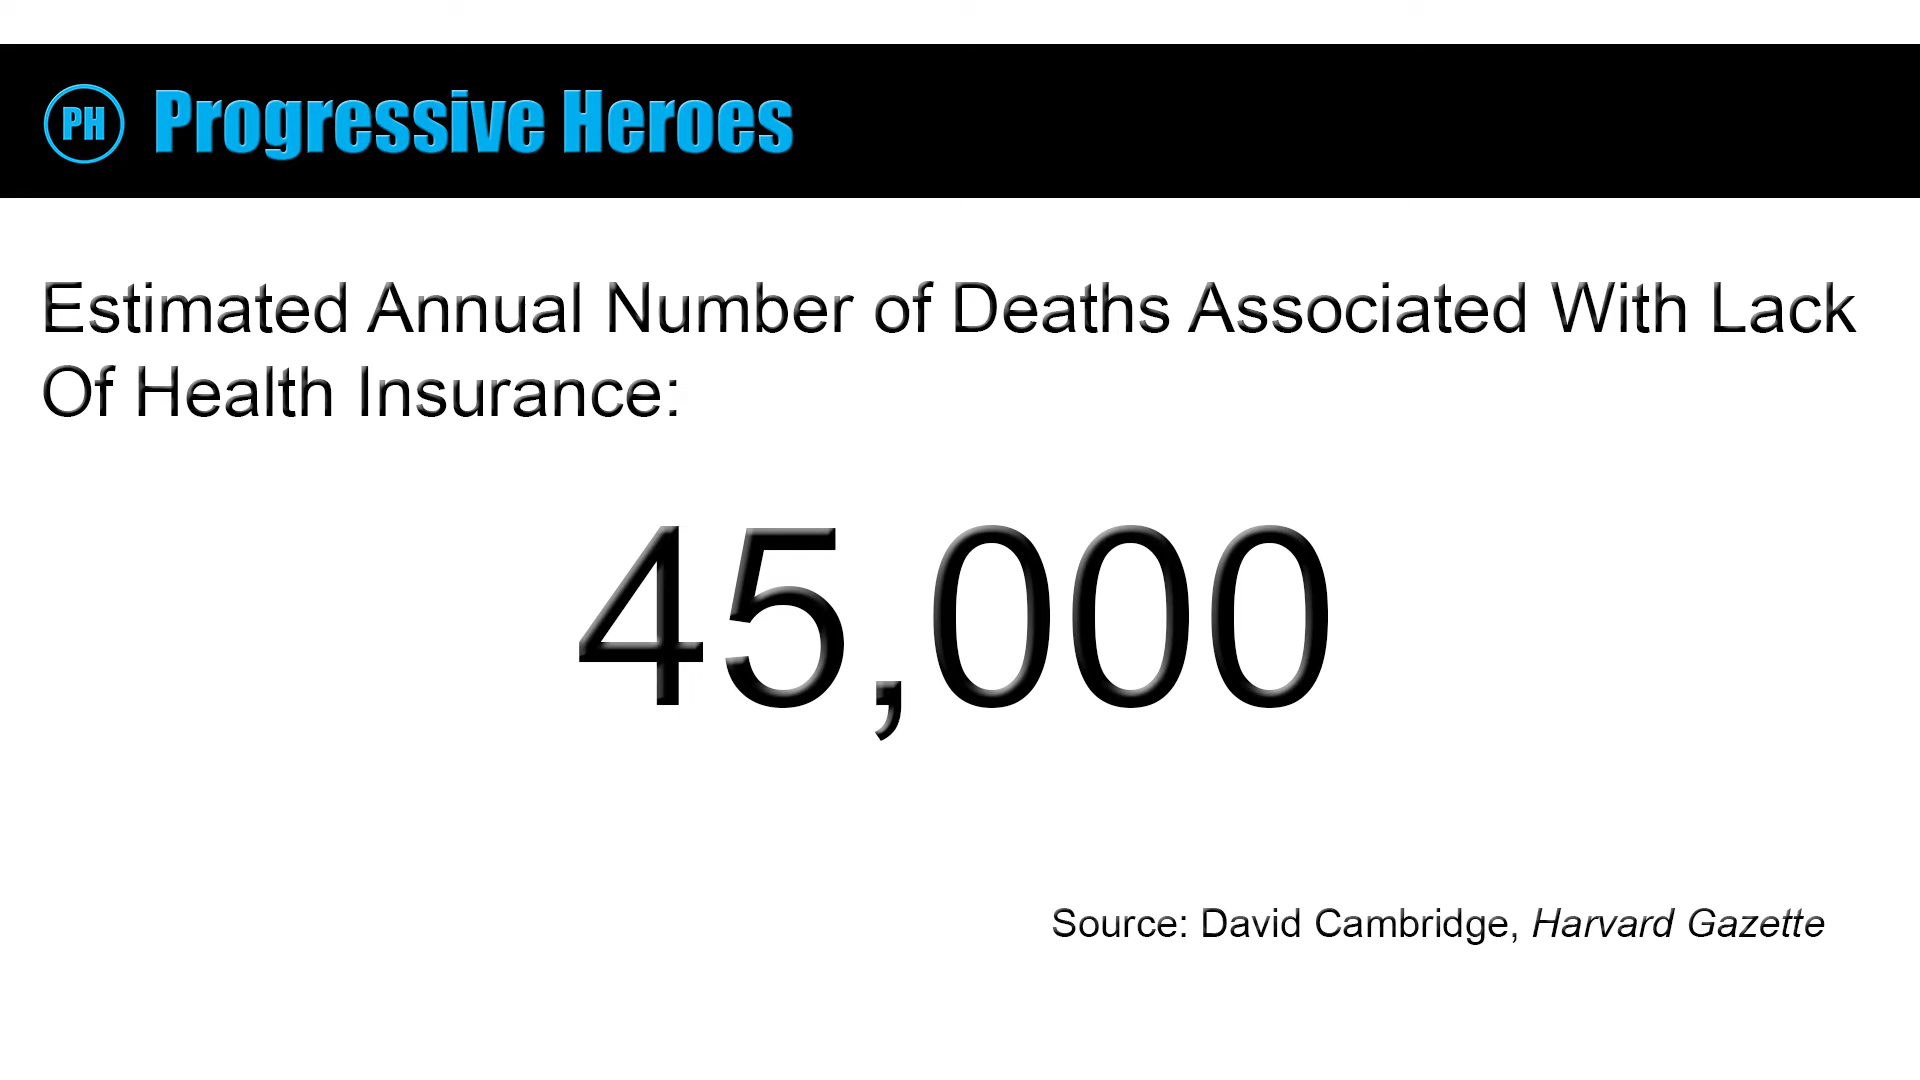 PH Progressive Heroes
Estimated Annual Number of Deaths Associated With Lack
Of Health Insurance:
45,000
Source: David Cambridge, Harvard Gazette